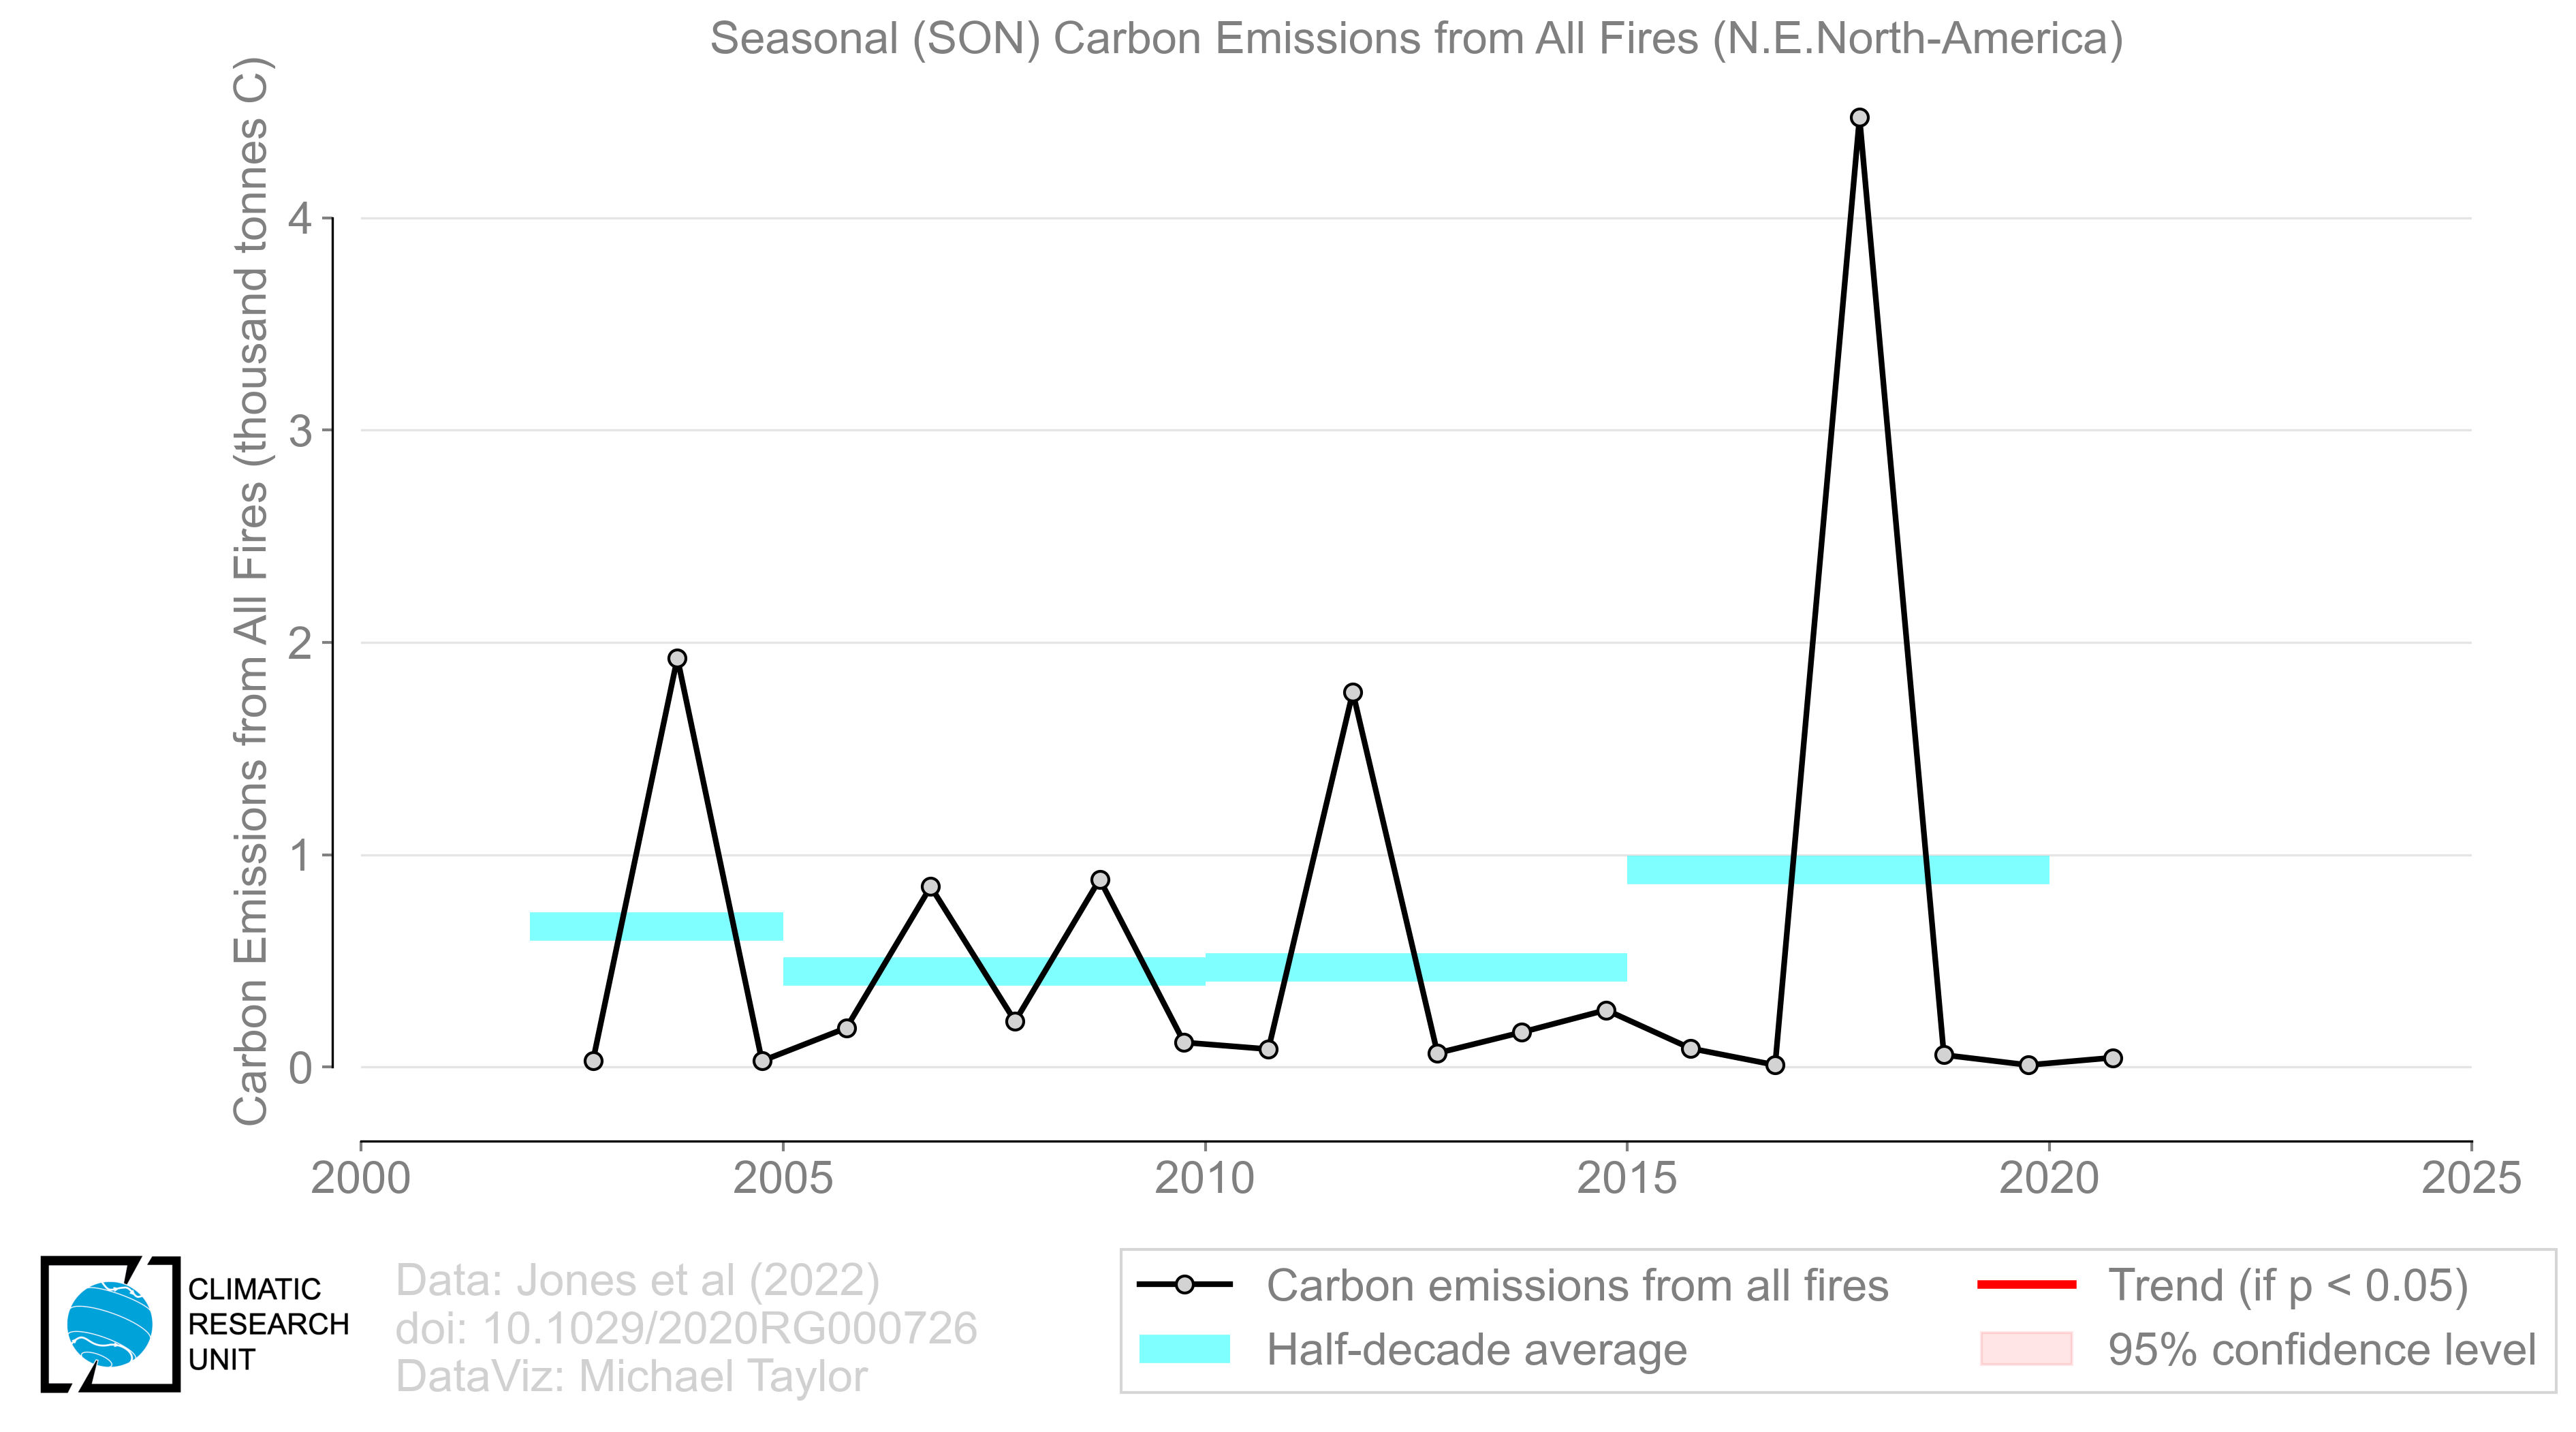 Seasonal (SON) Carbon Emissions from All Fires (N.E.North-America)
Carbon Emissions from All Fires (thousand tonnes C)
4
3
2
1
0
2000 2005 2010 2015 2020 2025
CLIMATIC
RESEARCH
UNIT
Data: Jones et al (2022)
doi: 10.1029/2020RG000726
DataViz: Michael Taylor
Carbon emissions from all fires
Half-decade average
Trend (if p < 0.05)
95% confidence level